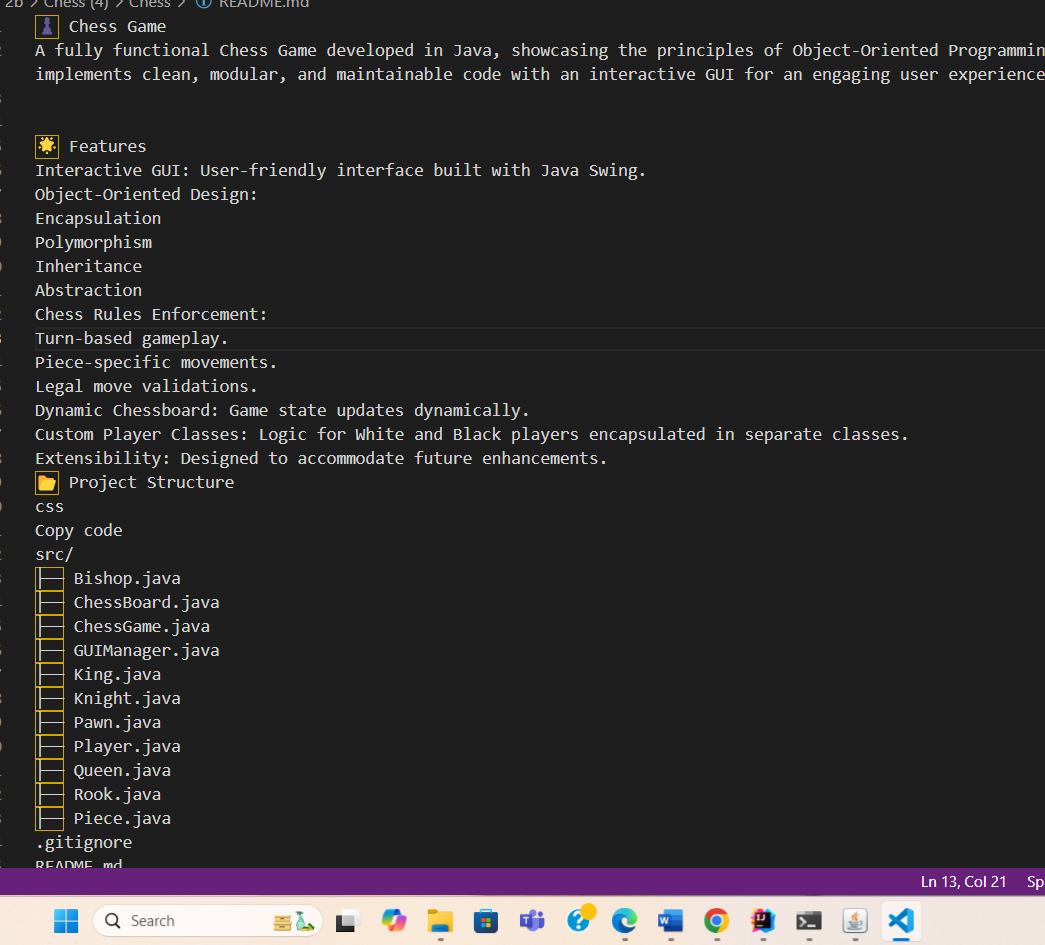 2b > Chess (4) > Chess > README.md
Chess Game
A fully functional Chess Game developed in Java, showcasing the principles of Object-Oriented
implements clean, modular, and maintainable code with an interactive GUI for an engaging user experience
Features
Interactive GUI: User-friendly interface built with Java Swing.
Object-Oriented Design:
Encapsulation
Polymorphism
Inheritance
Abstraction
Chess Rules Enforcement:
Turn-based gameplay.
Piece-specific movements.
Legal move validations.
Dynamic Chessboard: Game state updates dynamically.
Custom Player Classes: Logic for White and Black players encapsulated in separate classes.
Extensibility: Designed to accommodate future enhancements.
Project Structure
css
Copy code
src/
├── Bishop.java
├── ChessBoard.java
├── ChessGame.java
├── GUIManager.java
├── King.java
├── Knight.java
├── Pawn.java
├── Player.java
├── Queen.java
├── Rook.java
├── Piece.java
.gitignore
README.md
Ln 13, Col 21
Search